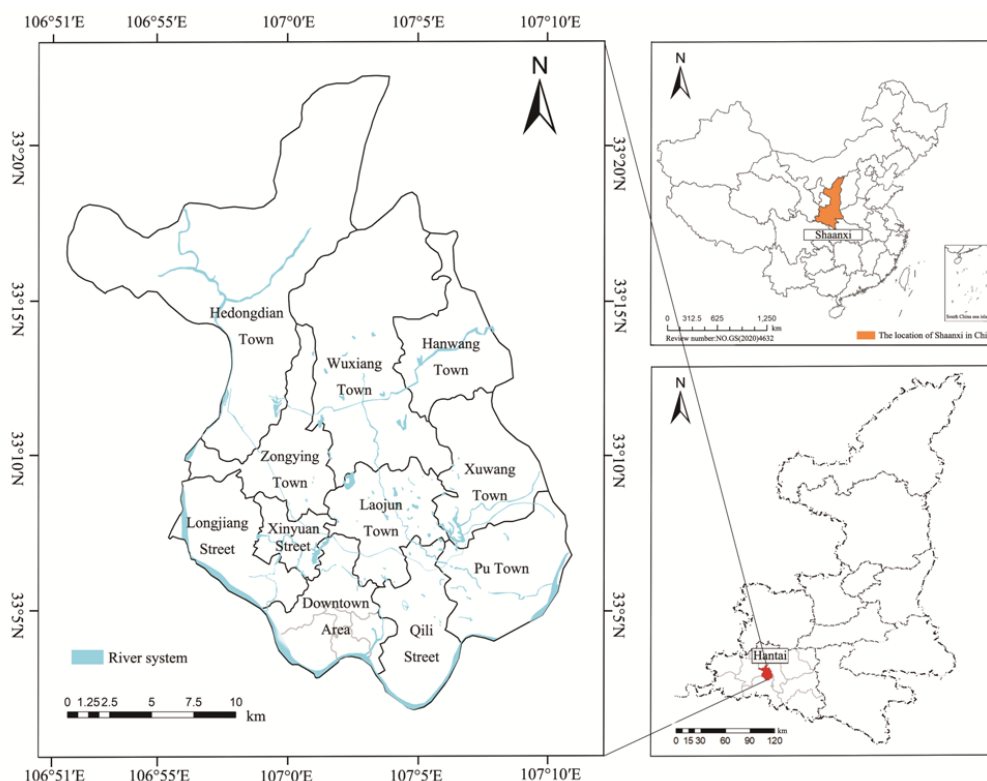 106°51′E 106°55′E 107°0′E 107°5′E 107°10′E
N
33°20′N
33°15′N
33°10′N
33°5′N
Hedongdian
Town
Wuxiang
Town
Hanwang
Town
Zongying
Town
Xuwang
Town
Laojun
Town
Longjiang
Street
Xinyuan
Street
Pu Town
Downtown
Area
Qili
Street
River system
0 1.252.5 5 7.5 10
km
33°20′N
33°15′N
33°10′N
33°5′N
106°51′E 106°55′E 107°0′E 107°5′E 107°10′E
N
Shaanxi
South China sea isla
0 312.5 625 1,250
km
Review number:NO.GS(2020)4632
The location of Shaanxi in Chi
N
Hantai
km
0 15 30 60 90 120